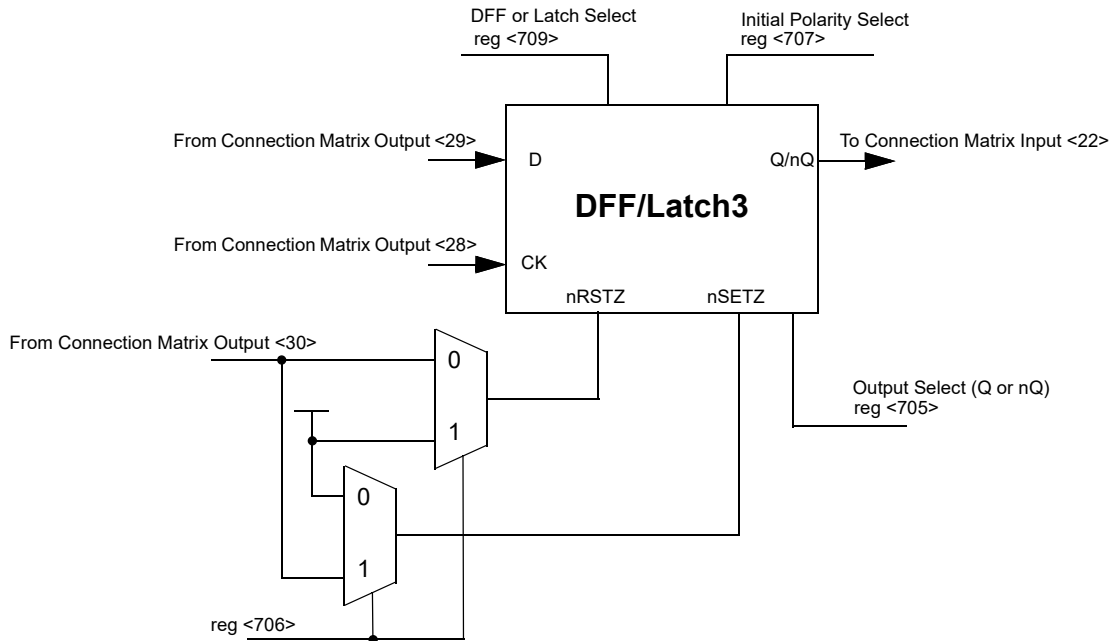 DFF or Latch Select
reg <709>
Initial Polarity Select
reg <707>
From Connection Matrix Output <29>
D
Q/nQ
To Connection Matrix Input <22>
DFF/Latch3
From Connection Matrix Output <28>
CK
nRSTZ
nSETZ
From Connection Matrix Output <30>
0
1
Output Select (Q or nQ)
reg <705>
0
1
reg <706>